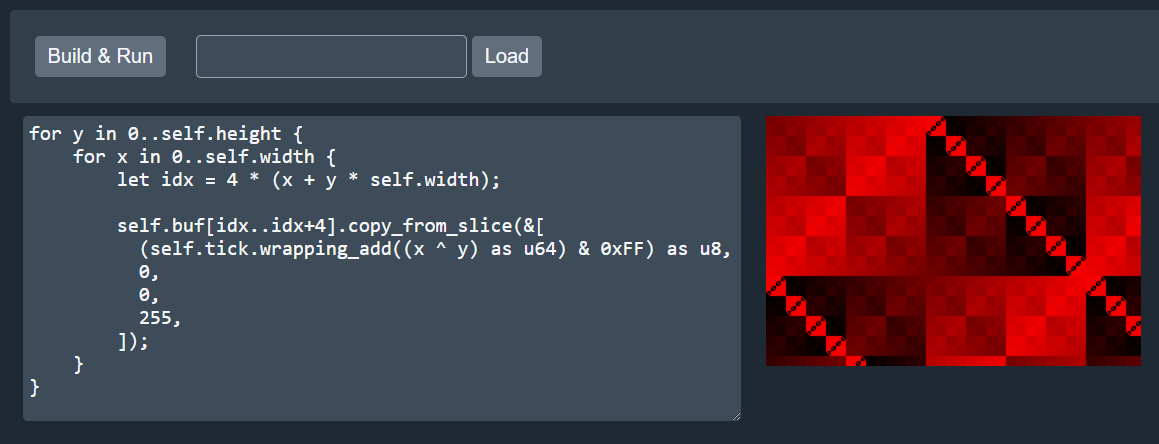 Build & Run
Load
for y in 0..self.height {
    for x in 0..self.width {
        let idx = 4 * (x + y * self.width);

        self.buf[idx..idx+4].copy_from_slice(&[
          (self.tick.wrapping_add((x ^ y) as u64) & 0xFF) as u8,
          0,
          0,
          255,
        ]);
    }
}